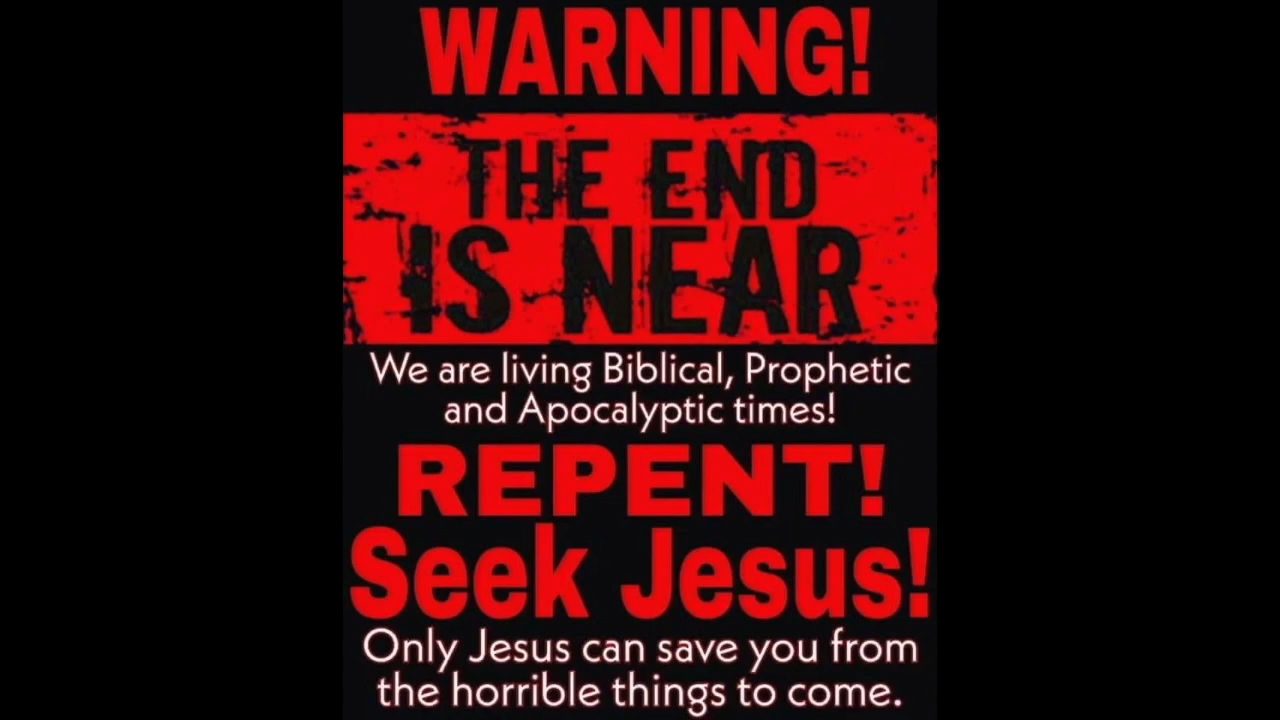 WARNING!
THE END
IS NEAR
We are living Biblical, Prophetic
and Apocalyptic times!
REPENT!
Seek Jesus!
Only Jesus can save you from
the horrible things to come.